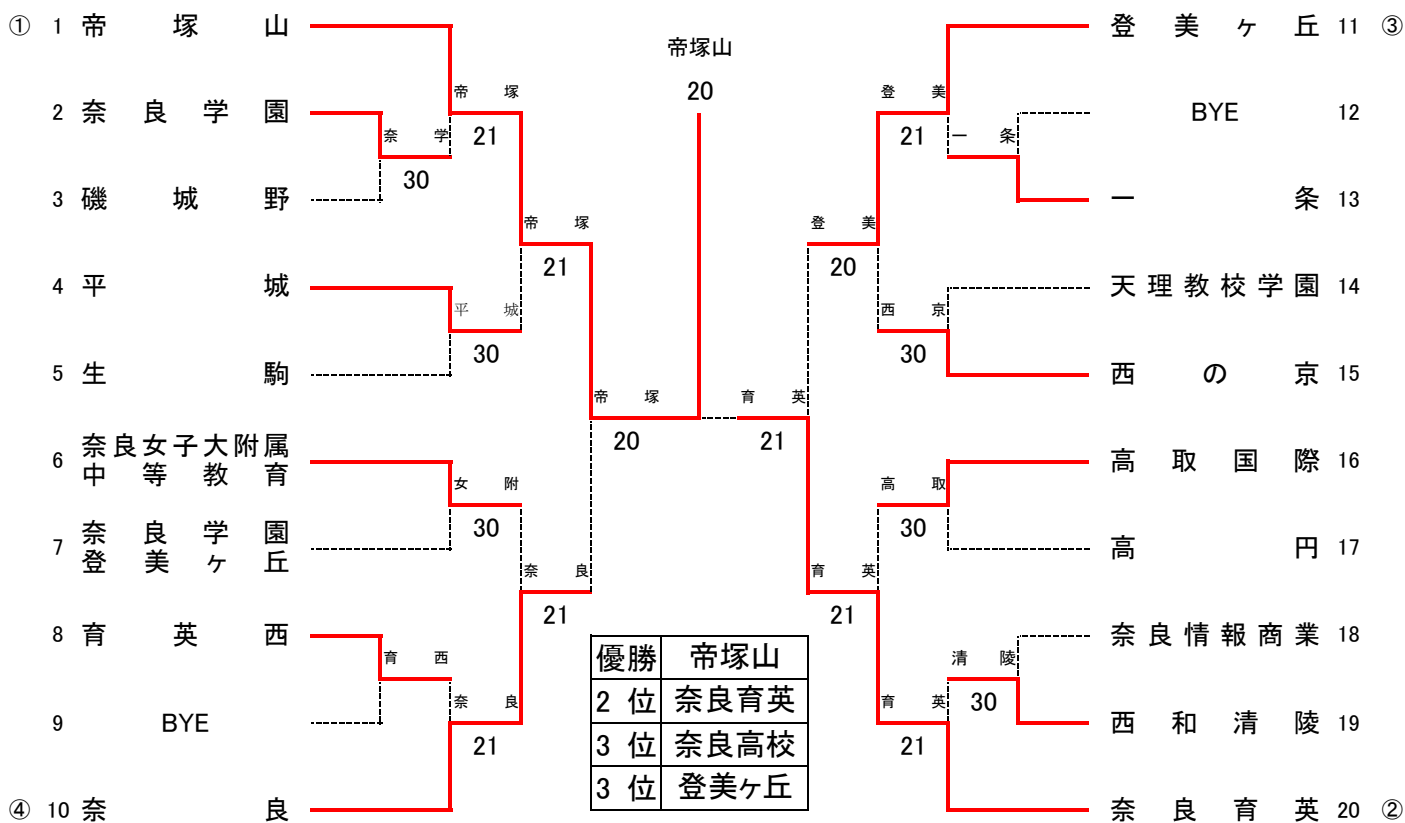 ① 1 帝塚山
2 奈良学園
3 磯城野
4 平城
5 生駒
6 奈良女子大附属
中等教育
7 奈良学園
登美ヶ丘
8 育英西
9 BYE
④ 10 奈良
奈学
30
帝塚
21
平城
30
女附
30
育西
奈良
21
帝塚
21
奈良
21
帝塚
20
帝塚山
20
育英
21
登美
20
育英
21
登美
21
一条
西京
30
高取
30
清陵
30
育英
21
登美ヶ丘 11 ③
BYE 12
一条 13
天理教校学園 14
西の京 15
高取国際 16
高円 17
奈良情報商業 18
西和清陵 19
奈良育英 20 ②
優勝 帝塚山
2位 奈良育英
3位 奈良高校
3位 登美ヶ丘